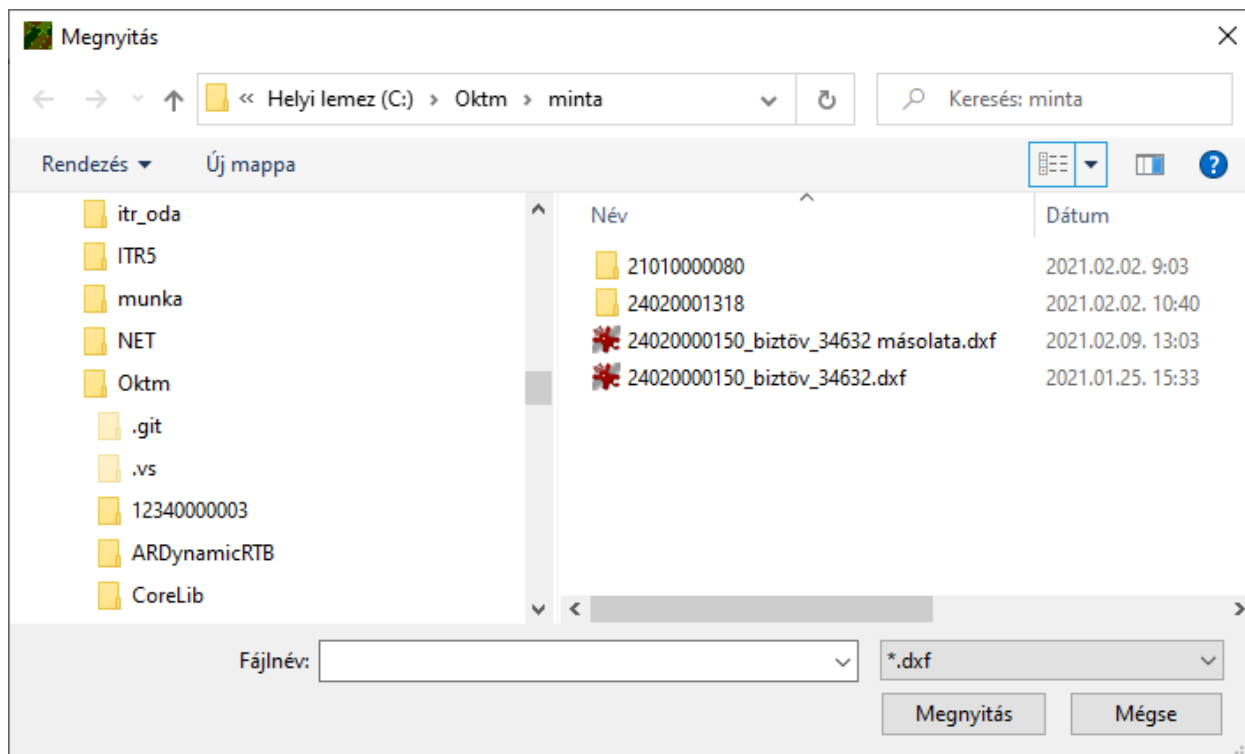 Megnyitás
« Helyi lemez (C:) › Oktm › minta
Keresés: minta
Rendezés Új mappa
?
itr_oda
ITR5
munka
NET
Oktm
.git
.vs
12340000003
ARDynamicRTB
CoreLib
Név Dátum
21010000080 2021.02.02. 9:03
24020001318 2021.02.02. 10:40
24020000150_biztöv_34632 másolata.dxf 2021.02.09. 13:03
24020000150_biztöv_34632.dxf 2021.01.25. 15:33
Fájlnév: *.dxf
Megnyitás Mégse